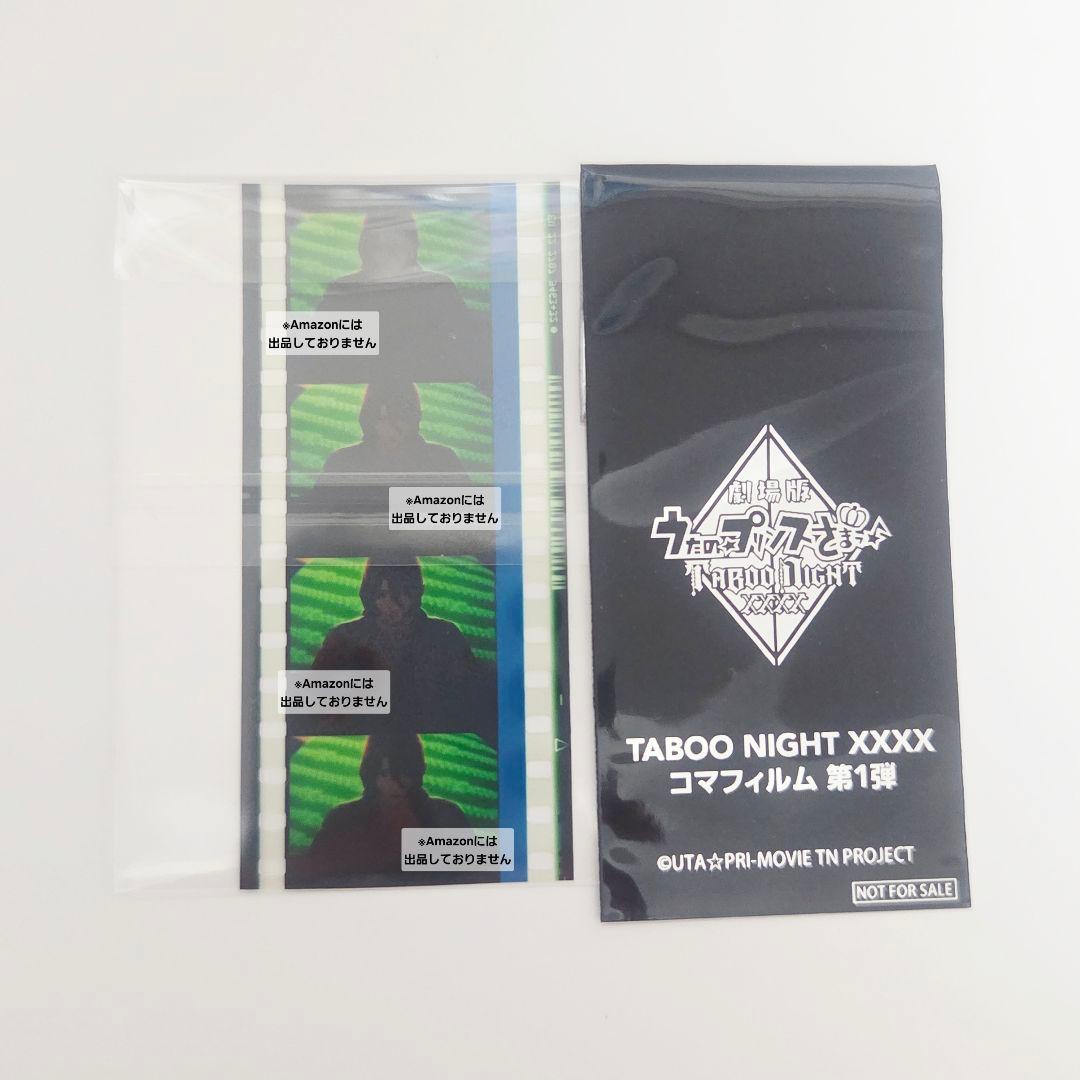 ※Amazonには
出品しておりません
※Amazonには
出品しておりません
※Amazonには
出品しておりません
※Amazonには
出品しておりません
劇場版
うたの☆プリンスさまっ♪
TABOO NIGHT
XXXX
TABOO NIGHT XXXX
コマフィルム 第1弾
©UTA☆PRI-MOVIE TN PROJECT
NOT FOR SALE